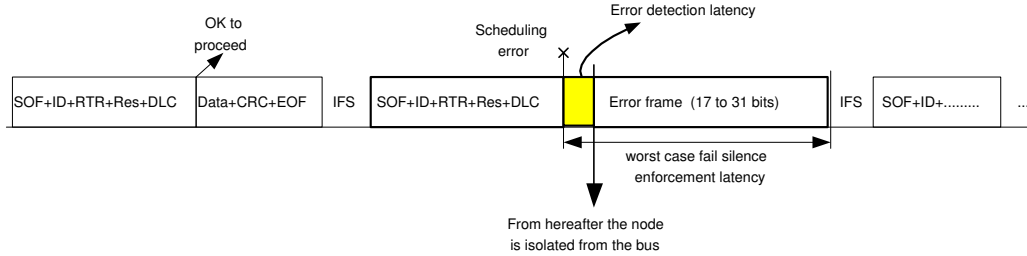 Error detection latency
OK to
proceed
Scheduling
error
SOF+ID+RTR+Res+DLC
Data+CRC+EOF
IFS
SOF+ID+RTR+Res+DLC
Error frame (17 to 31 bits)
IFS
SOF+ID+.........
...
worst case fail silence
enforcement latency
From hereafter the node
is isolated from the bus